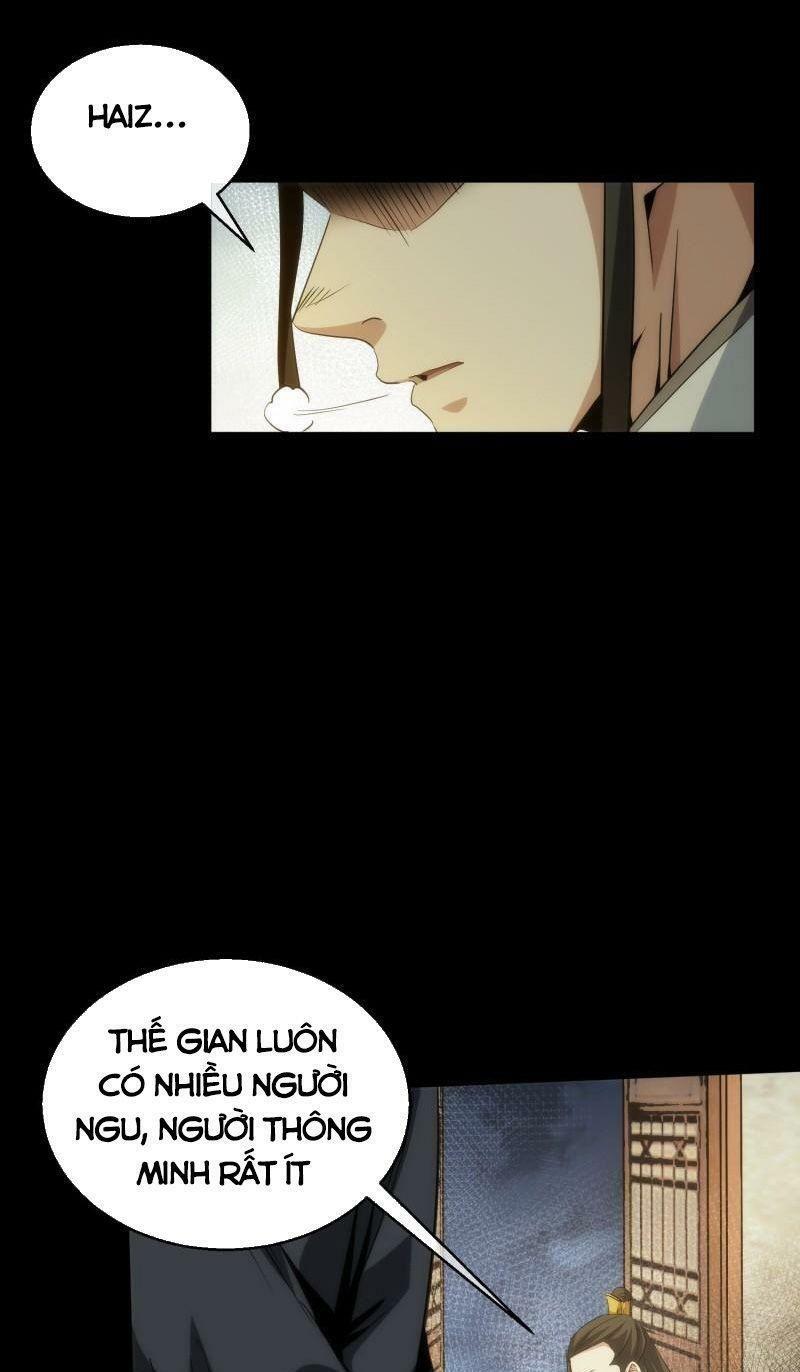 HAIZ...
THẾ GIAN LUÔN
CÓ NHIỀU NGƯỜI
NGU, NGƯỜI THÔNG
MINH RẤT ÍT